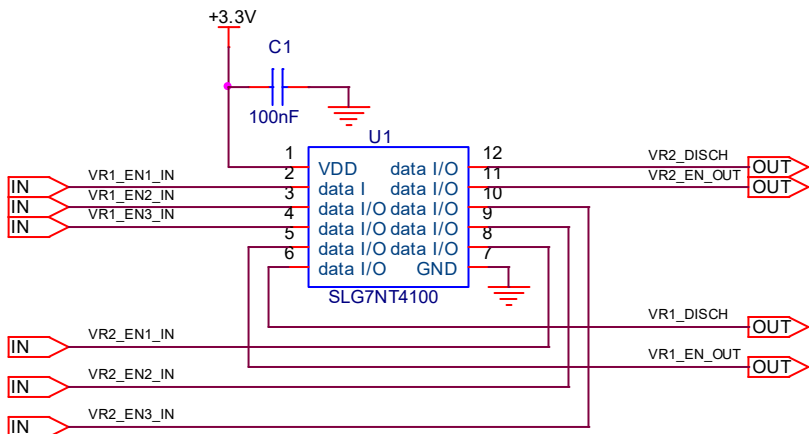 +3.3V
C1
100nF
U1
1 VDD data I/O 12
2 data I data I/O 11
3 data I/O data I/O 10
4 data I/O data I/O 9
5 data I/O data I/O 8
6 data I/O GND 7
SLG7NT4100
IN VR1_EN1_IN
IN VR1_EN2_IN
IN VR1_EN3_IN
VR2_DISCH OUT
VR2_EN_OUT OUT
VR1_DISCH OUT
IN VR2_EN1_IN
VR1_EN_OUT OUT
IN VR2_EN2_IN
IN VR2_EN3_IN